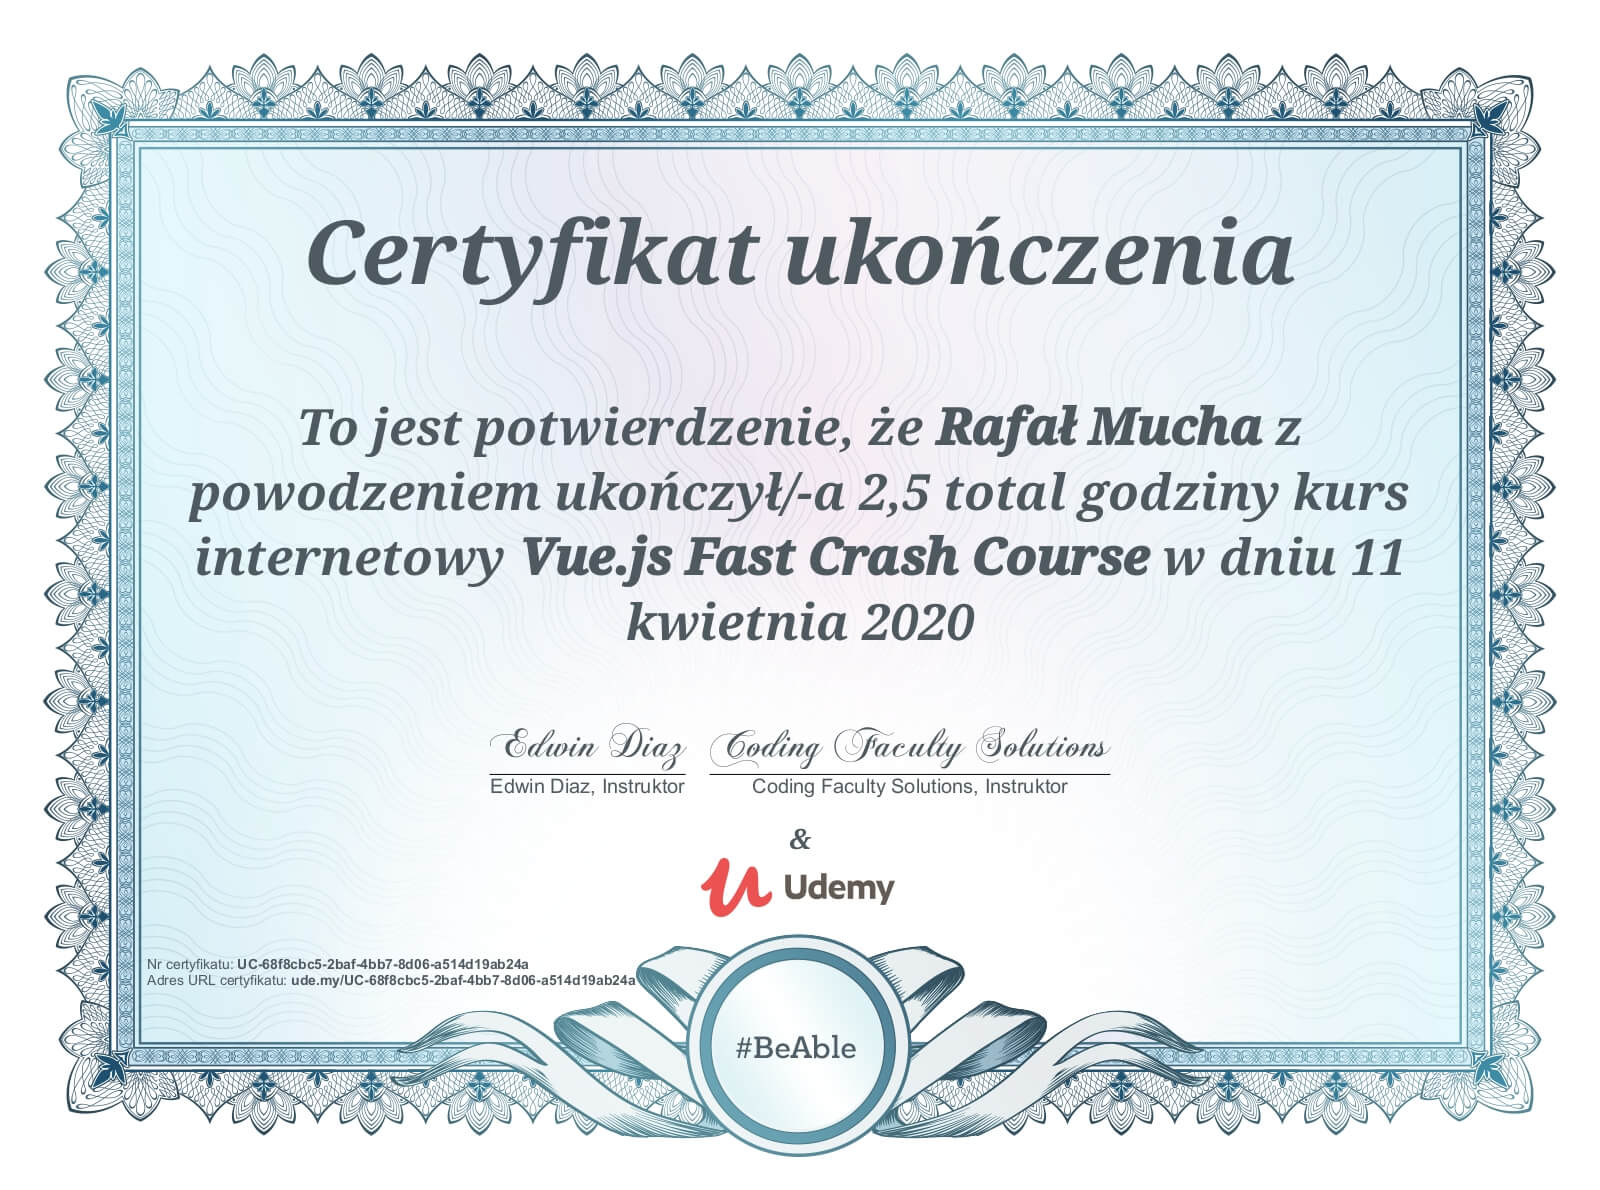 Certyfikat ukończenia
To jest potwierdzenie, że Rafał Mucha z
powodzeniem ukończył/-a 2,5 total godziny kurs
internetowy Vue.js Fast Crash Course w dniu 11
kwietnia 2020
Edwin Diaz Coding Faculty Solutions
Edwin Diaz, Instruktor Coding Faculty Solutions, Instruktor
&
Udemy
Nr certyfikatu: UC-68f8cbc5-2baf-4bb7-8d06-a514d19ab24a
Adres URL certyfikatu: ude.my/UC-68f8cbc5-2baf-4bb7-8d06-a514d19ab24a
#BeAble